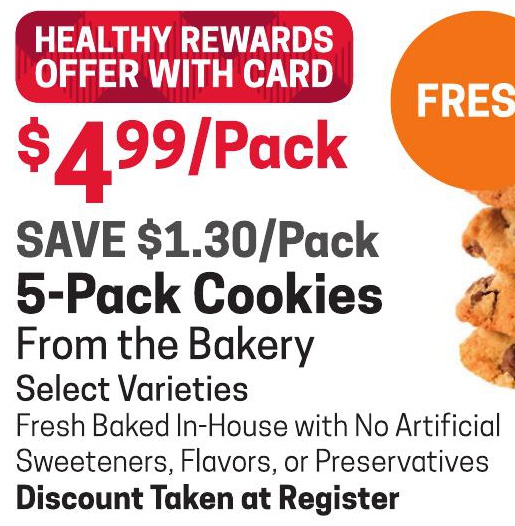 HEALTHY REWARDS
OFFER WITH CARD
FRES
$4.99/Pack
SAVE $1.30/Pack
5-Pack Cookies
From the Bakery
Select Varieties
Fresh Baked In-House with No Artificial
Sweeteners, Flavors, or Preservatives
Discount Taken at Register